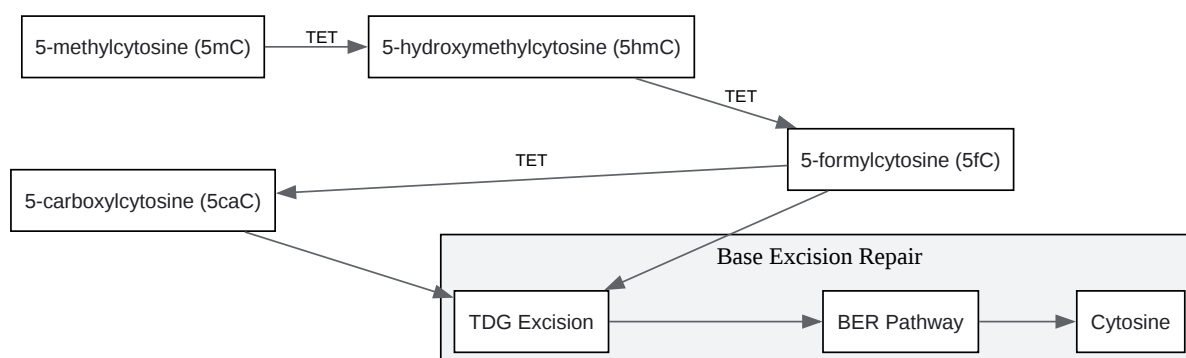 5-methylcytosine (5mC)
TET
5-hydroxymethylcytosine (5hmC)
TET
5-formylcytosine (5fC)
TET
5-carboxylcytosine (5caC)
Base Excision Repair
TDG Excision
BER Pathway
Cytosine